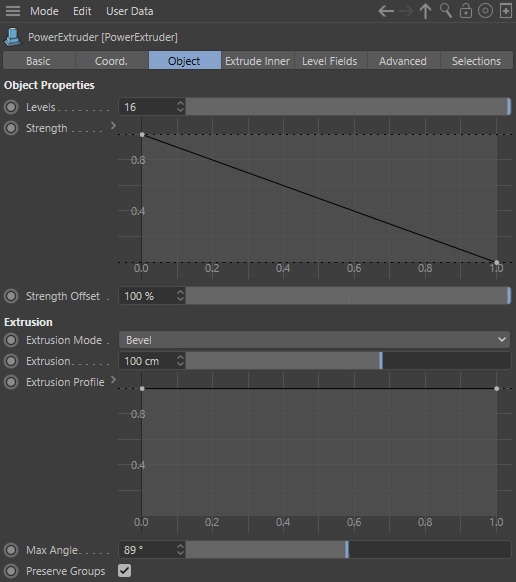 Mode Edit User Data
PowerExtruder [PowerExtruder]
Basic Coord. Object Extrude Inner Level Fields Advanced Selections
Object Properties
Levels . . . . . . . . 16
Strength . . . . . >
0.8
0.4
0.0 0.2 0.4 0.6 0.8 1.0
Strength Offset . 100 %
Extrusion
Extrusion Mode . Bevel
Extrusion. . . . . . 100 cm
Extrusion Profile >
0.8
0.4
0.0 0.2 0.4 0.6 0.8 1.0
Max Angle. . . . . 89 °
Preserve Groups